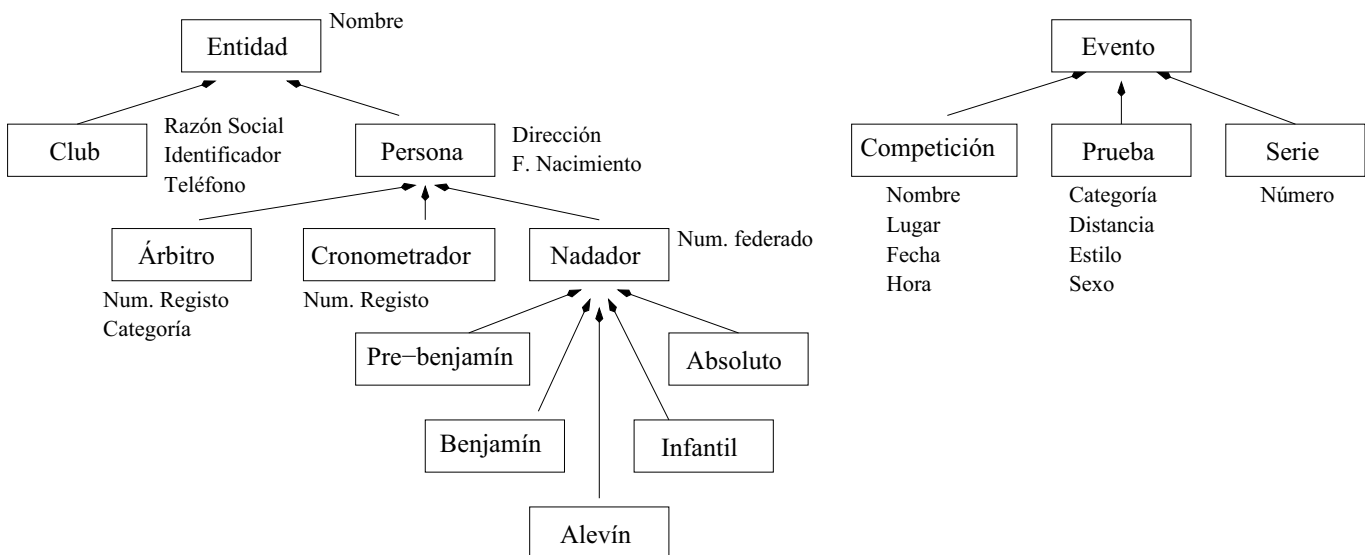 Nombre
Entidad
Evento
Club
Razón Social
Identificador
Teléfono
Persona
Dirección
F. Nacimiento
Competición
Prueba
Serie
Nombre
Lugar
Fecha
Hora
Categoría
Distancia
Estilo
Sexo
Número
Árbitro
Cronometrador
Nadador
Num. federado
Num. Registo
Categoría
Num. Registo
Pre−benjamín
Absoluto
Benjamín
Infantil
Alevín